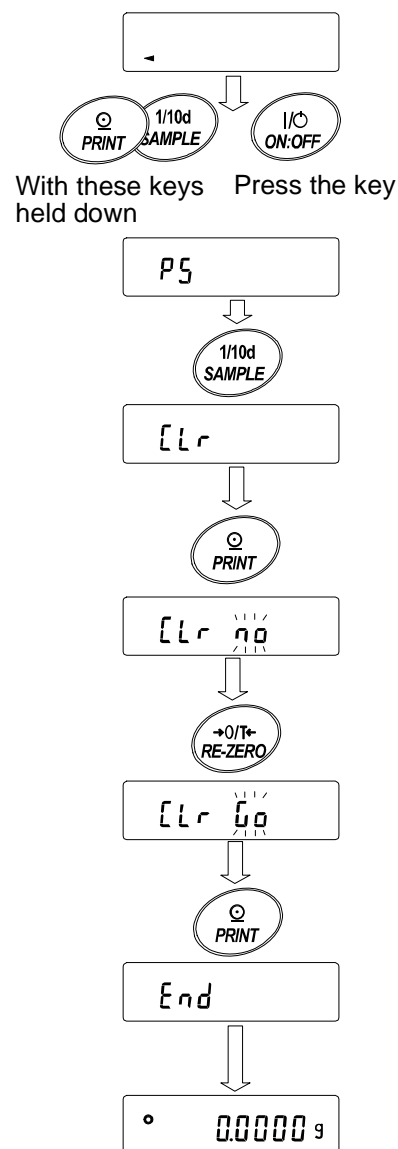 PRINT
1/10d
SAMPLE
ON:OFF
With these keys
held down
Press the key
PS
1/10d
SAMPLE
CLr
PRINT
CLr no
→0/T←
RE-ZERO
CLr Go
PRINT
End
0.0000 g